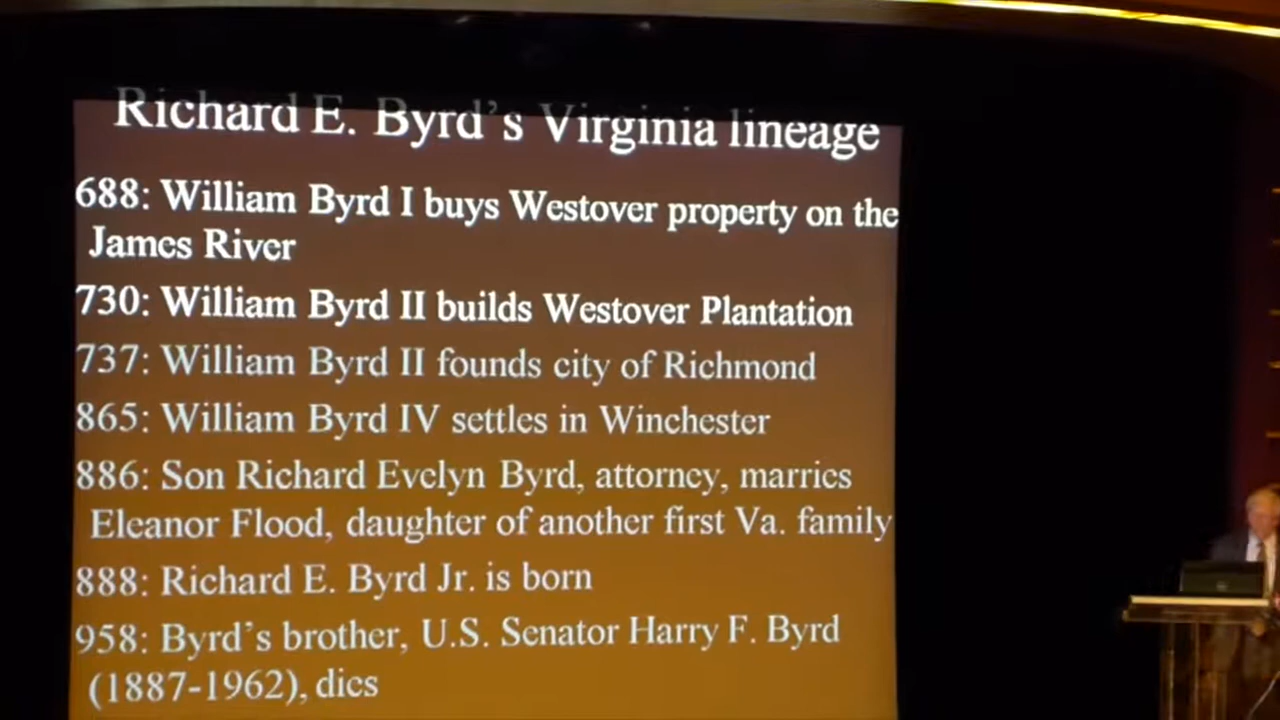 Richard E. Byrd's Virginia lineage
688: William Byrd I buys Westover property on the
James River
730: William Byrd II builds Westover Plantation
737: William Byrd II founds city of Richmond
865: William Byrd IV settles in Winchester
886: Son Richard Evelyn Byrd, attorney, marries
Eleanor Flood, daughter of another first Va. family
888: Richard E. Byrd Jr. is born
958: Byrd's brother, U.S. Senator Harry F. Byrd
(1887-1962), dies